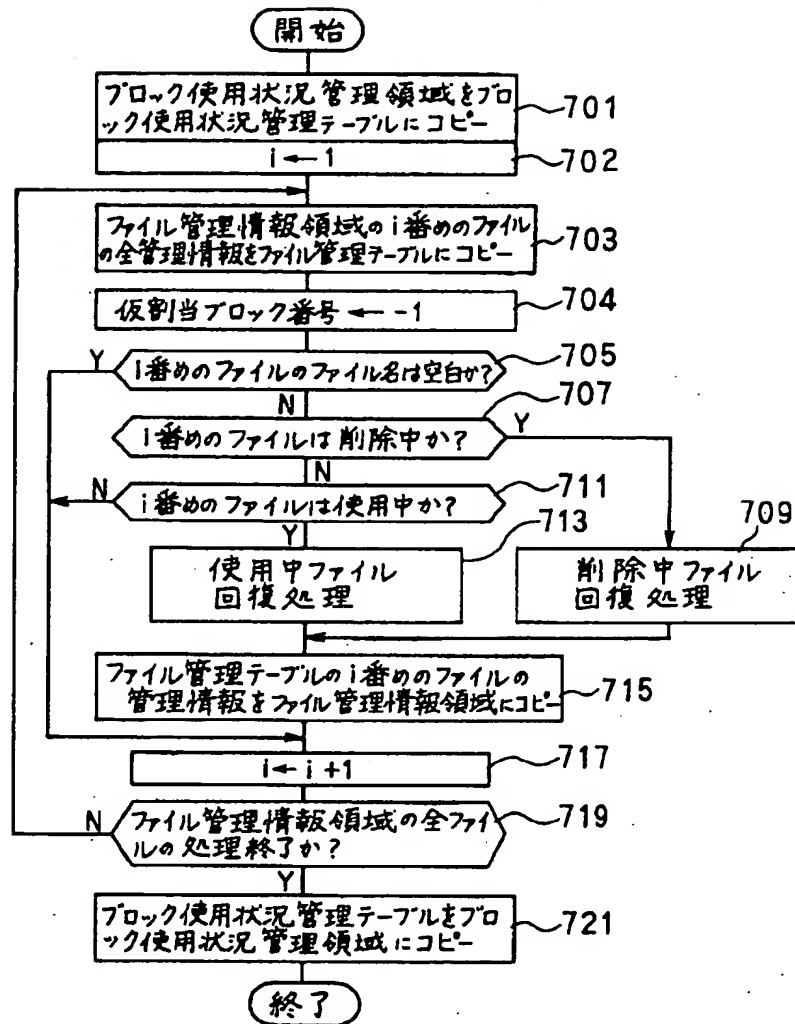 開始
ブロック使用状況管理領域をブロ
ック使用状況管理テーブルにコピー
701
i ← 1
702
ファイル管理情報領域のi番めのファイル
の全管理情報をファイル管理テーブルにコピー
703
仮割当ブロック番号 ← -1
704
i番めのファイルのファイル名は空白か?
705
Y
N
707
i番めのファイルは削除中か?
Y
N
i番めのファイルは使用中か?
711
N
Y
713
709
使用中ファイル
回復処理
削除中ファイル
回復処理
ファイル管理テーブルのi番めのファイルの
管理情報をファイル管理情報領域にコピー
715
i ← i +1
717
ファイル管理情報領域の全ファイ
ルの処理終了か?
719
N
Y
ブロック使用状況管理テーブルをブロ
ック使用状況管理領域にコピー
721
終了